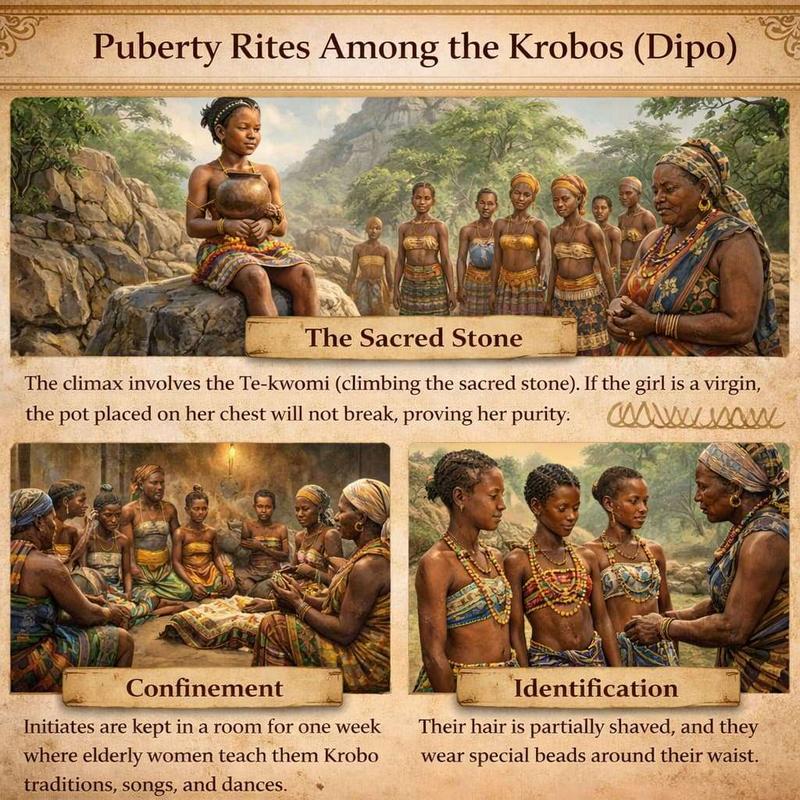 Puberty Rites Among the Krobos (Dipo)
The Sacred Stone
The climax involves the Te-kwomi (climbing the sacred stone). If the girl is a virgin,
the pot placed on her chest will not break, proving her purity.
Confinement
Initiates are kept in a room for one week
where elderly women teach them Krobo
traditions, songs, and dances.
Identification
Their hair is partially shaved, and they
wear special beads around their waist.